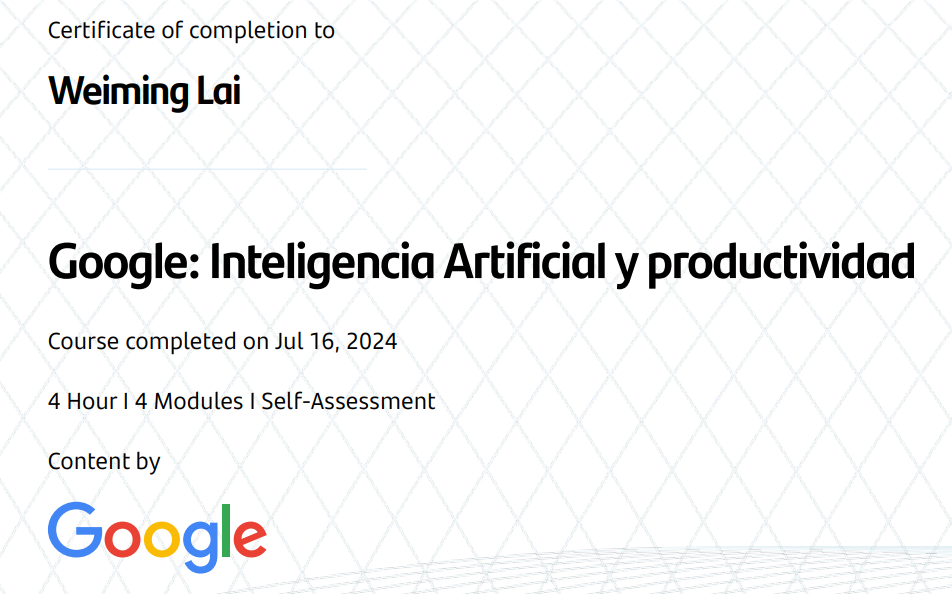 Certificate of completion to
Weiming Lai
Google: Inteligencia Artificial y productividad
Course completed on Jul 16, 2024
4 Hour I 4 Modules I Self-Assessment
Content by
Google